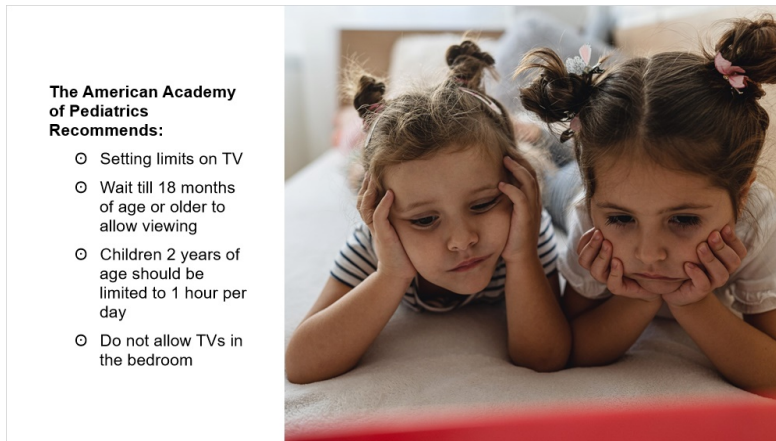 The American Academy
of Pediatrics
Recommends:
Setting limits on TV
Wait till 18 months
of age or older to
allow viewing
Children 2 years of
age should be
limited to 1 hour per
day
Do not allow TVs in
the bedroom